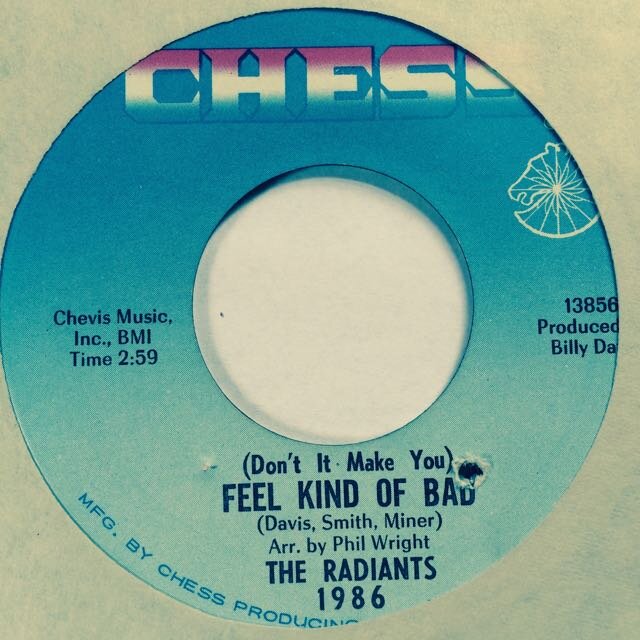 CHESS
Chevis Music,
Inc., BMI
Time 2:59
13856
Produced
Billy Da
(Don't It Make You)
FEEL KIND OF BAD
(Davis, Smith, Miner)
Arr. by Phil Wright
THE RADIANTS
1986
MFG. BY CHESS PRODUCING